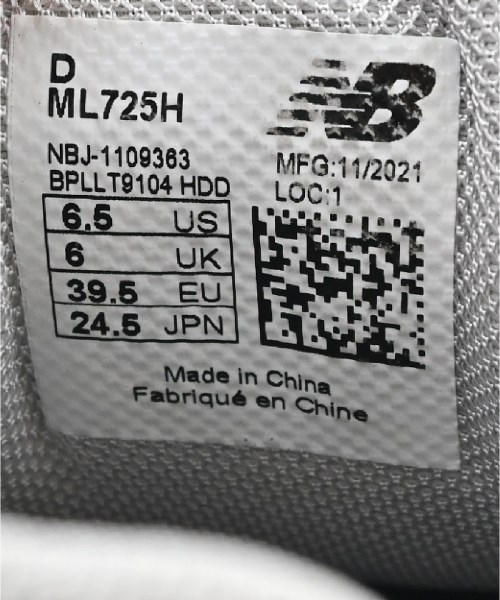 D
ML725H
NB
NBJ-1109363
BPLLT9104 HDD
MFG:11/2021
LOC:1
6.5 US
6 UK
39.5 EU
24.5 JPN
Made in China
Fabriqué en Chine